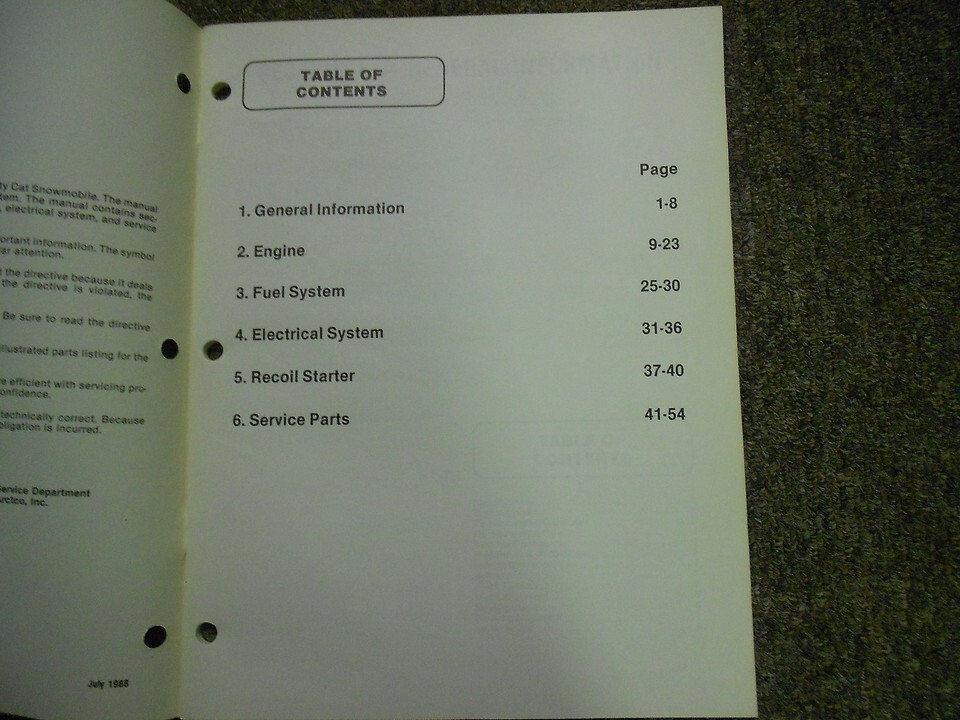 ty Cat Snowmobile. The manual
tem. The manual contains sec-
, electrical system, and service
ortant information. The symbol
lar attention.
d the directive because it deals
the directive is violated, the
Be sure to read the directive
illustrated parts listing for the
e efficient with servicing pro-
onfidence.
technically correct. Because
bligation is incurred.
Service Department
Arctco, Inc.
July 1988
TABLE OF
CONTENTS
Page
1. General Information 1-8
2. Engine 9-23
3. Fuel System 25-30
4. Electrical System 31-36
5. Recoil Starter 37-40
6. Service Parts 41-54